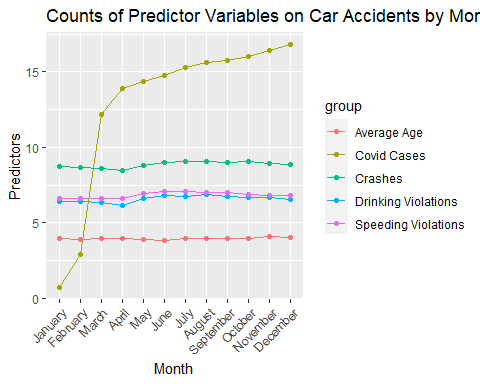 Counts of Predictor Variables on Car Accidents by Mor
15
10
5
0
Predictors
January
February
March
April
May
June
July
August
September
October
November
December
Month
group
Average Age
Covid Cases
Crashes
Drinking Violations
Speeding Violations